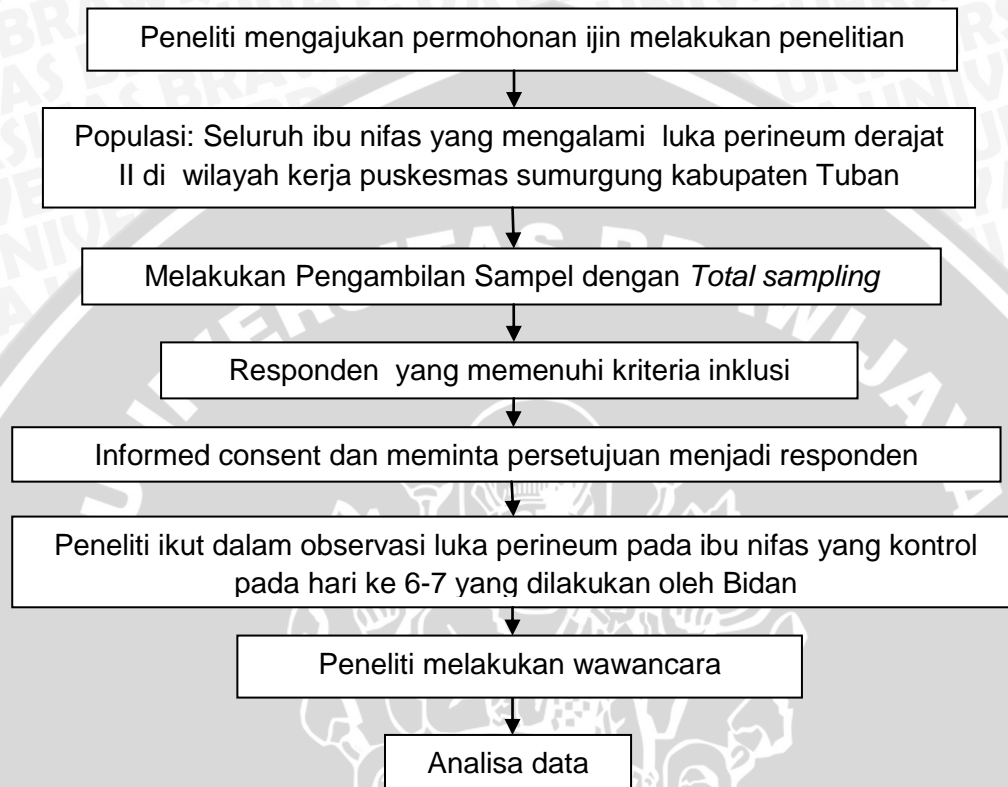 Peneliti mengajukan permohonan ijin melakukan penelitian
Populasi: Seluruh ibu nifas yang mengalami luka perineum derajat
II di wilayah kerja puskesmas sumurgung kabupaten Tuban
Melakukan Pengambilan Sampel dengan Total sampling
Responden yang memenuhi kriteria inklusi
Informed consent dan meminta persetujuan menjadi responden
Peneliti ikut dalam observasi luka perineum pada ibu nifas yang kontrol
pada hari ke 6-7 yang dilakukan oleh Bidan
Peneliti melakukan wawancara
Analisa data